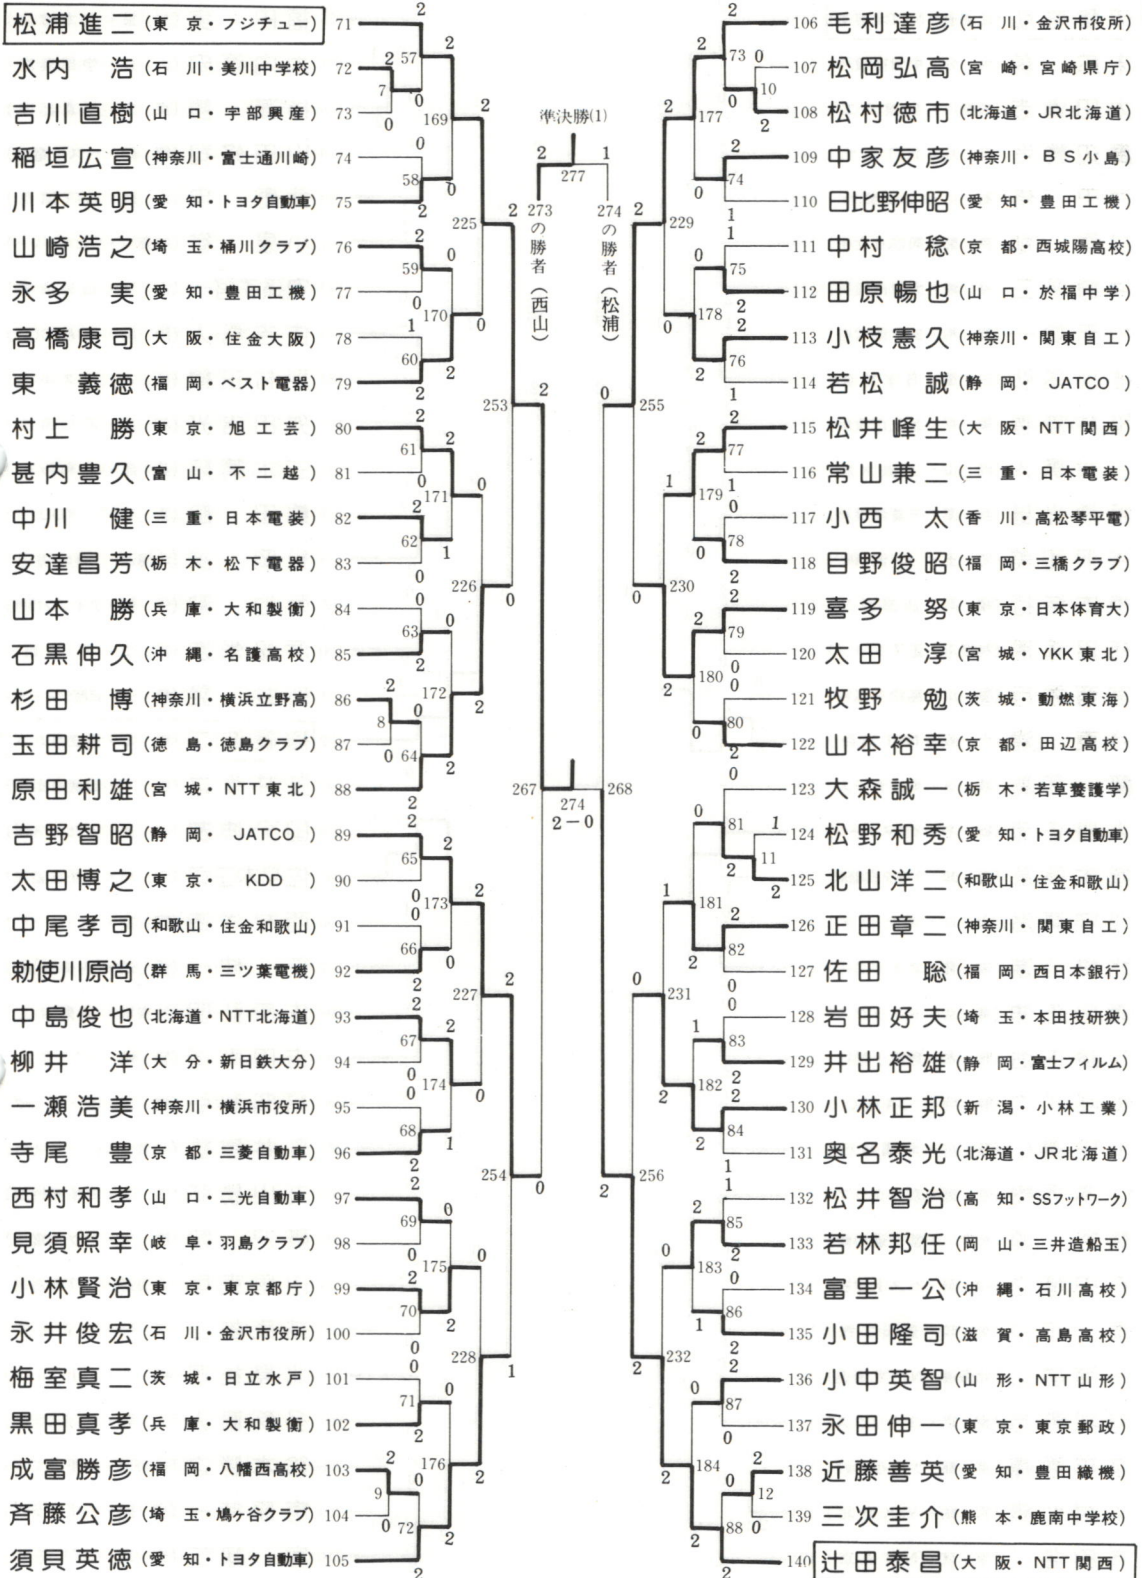 松浦進二 (東 京・フジチュー) 71
水内 浩 (石 川・美川中学校) 72
吉川直樹 (山 口・宇部興産) 73
稲垣広宣 (神奈川・富士通川崎) 74
川本英明 (愛 知・トヨタ自動車) 75
山崎浩之 (埼 玉・桶川クラブ) 76
永多 実 (愛 知・豊田工機) 77
高橋康司 (大 阪・住金大阪) 78
東 義徳 (福 岡・ベスト電器) 79
村上 勝 (東 京・旭工芸) 80
甚内豊久 (富 山・不二越) 81
中川 健 (三 重・日本電装) 82
安達昌芳 (栃 木・松下電器) 83
山本 勝 (兵 庫・大和製衡) 84
石黒伸久 (沖 縄・名護高校) 85
杉田 博 (神奈川・横浜立野高) 86
玉田耕司 (徳 島・徳島クラブ) 87
原田利雄 (宮 城・NTT東北) 88
吉野智昭 (静 岡・JATCO) 89
太田博之 (東 京・KDD) 90
中尾孝司 (和歌山・住金和歌山) 91
勅使川原尚 (群 馬・三ツ葉電機) 92
中島俊也 (北海道・NTT北海道) 93
柳井 洋 (大 分・新日鉄大分) 94
一瀬浩美 (神奈川・横浜市役所) 95
寺尾 豊 (京 都・三菱自動車) 96
西村和孝 (山 口・二光自動車) 97
見須照幸 (岐 阜・羽島クラブ) 98
小林賢治 (東 京・東京都庁) 99
永井俊宏 (石 川・金沢市役所) 100
梅室真二 (茨 城・日立水戸) 101
黒田真孝 (兵 庫・大和製衡) 102
成富勝彦 (福 岡・八幡西高校) 103
斉藤公彦 (埼 玉・鳩ヶ谷クラブ) 104
須貝英徳 (愛 知・トヨタ自動車) 105
準決勝(1)
2 277 1
273の勝者(西山)
274の勝者(松浦)
267 274 268
2-0
106 毛利達彦 (石 川・金沢市役所)
107 松岡弘高 (宮 崎・宮崎県庁)
108 松村徳市 (北海道・JR北海道)
109 中家友彦 (神奈川・BS小島)
110 日比野伸昭 (愛 知・豊田工機)
111 中村 稔 (京 都・西城陽高校)
112 田原暢也 (山 口・於福中学)
113 小枝憲久 (神奈川・関東自工)
114 若松 誠 (静 岡・JATCO)
115 松井峰生 (大 阪・NTT関西)
116 常山兼二 (三 重・日本電装)
117 小西 太 (香 川・高松琴平電)
118 目野俊昭 (福 岡・三橋クラブ)
119 喜多 努 (東 京・日本体育大)
120 太田 淳 (宮 城・YKK東北)
121 牧野 勉 (茨 城・動燃東海)
122 山本裕幸 (京 都・田辺高校)
123 大森誠一 (栃 木・若草養護学)
124 松野和秀 (愛 知・トヨタ自動車)
125 北山洋二 (和歌山・住金和歌山)
126 正田章二 (神奈川・関東自工)
127 佐田 聡 (福 岡・西日本銀行)
128 岩田好夫 (埼 玉・本田技研狭)
129 井出裕雄 (静 岡・富士フィルム)
130 小林正邦 (新 潟・小林工業)
131 奥名泰光 (北海道・JR北海道)
132 松井智治 (高 知・SSフットワーク)
133 若林邦任 (岡 山・三井造船玉)
134 富里一公 (沖 縄・石川高校)
135 小田隆司 (滋 賀・高島高校)
136 小中英智 (山 形・NTT山形)
137 永田伸一 (東 京・東京郵政)
138 近藤善英 (愛 知・豊田織機)
139 三次圭介 (熊 本・鹿南中学校)
140 辻田泰昌 (大 阪・NTT関西)